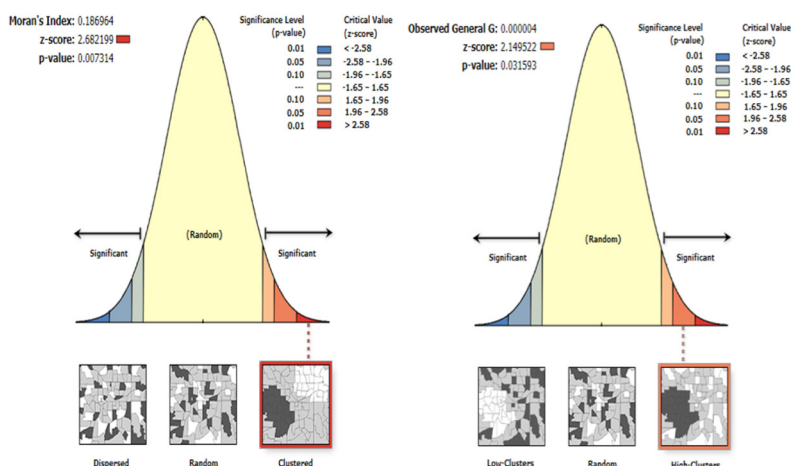 Moran's Index: 0.186964
z-score: 2.682199
p-value: 0.007314
Significance Level
(p-value)
Critical Value
(z-score)
0.01 < -2.58
0.05 -2.58 - -1.96
0.10 -1.96 - -1.65
--- -1.65 - 1.65
0.10 1.65 - 1.96
0.05 1.96 - 2.58
0.01 > 2.58
(Random)
Significant
Significant
Dispersed
Random
Clustered
Observed General G: 0.000004
z-score: 2.149522
p-value: 0.031593
Significance Level
(p-value)
Critical Value
(z-score)
0.01 < -2.58
0.05 -2.58 - -1.96
0.10 -1.96 - -1.65
--- -1.65 - 1.65
0.10 1.65 - 1.96
0.05 1.96 - 2.58
0.01 > 2.58
(Random)
Significant
Significant
Low-Clusters
Random
High-Clusters